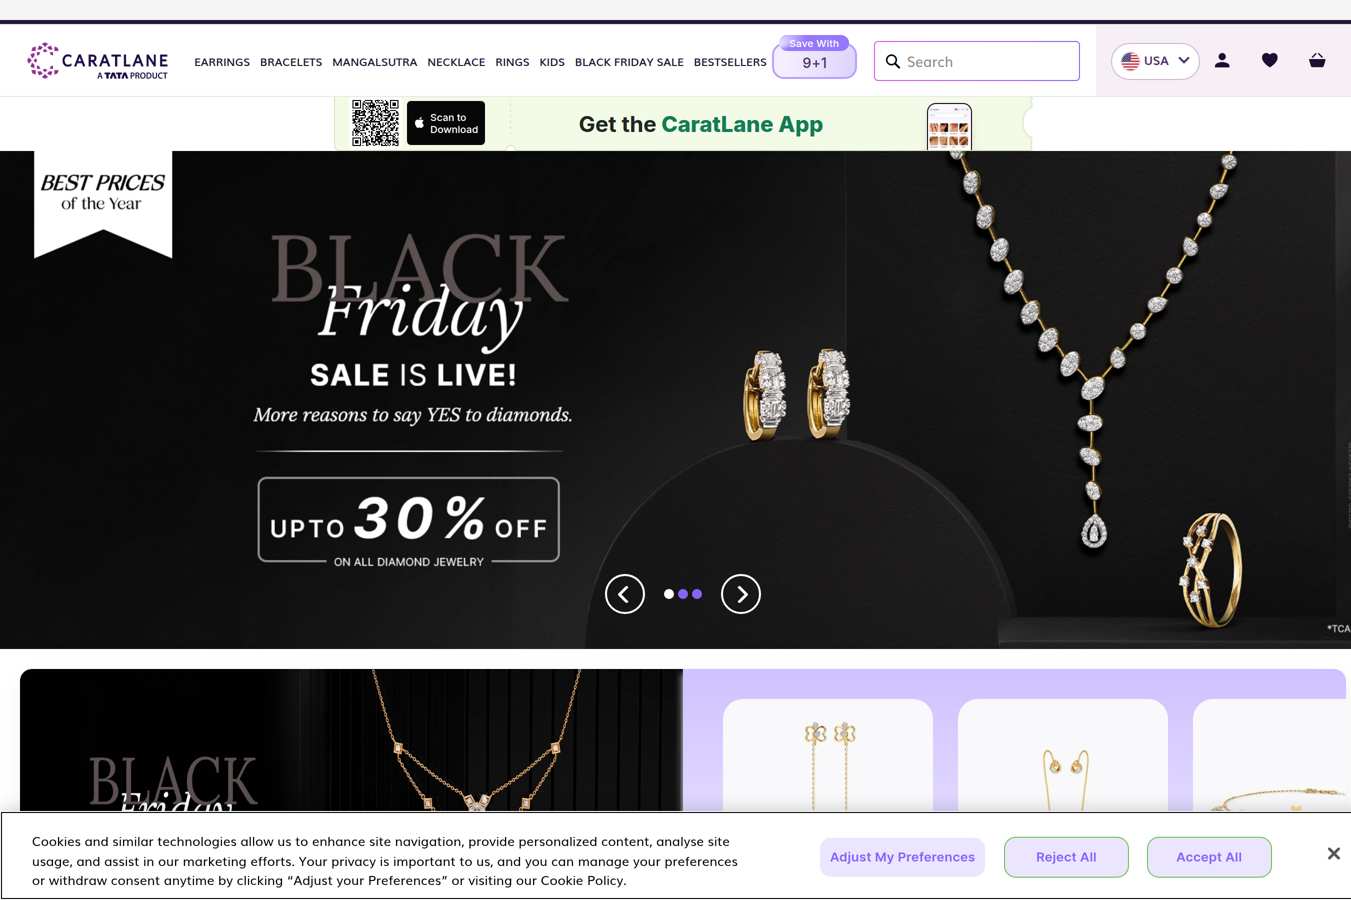 CARATLANE
A TATA PRODUCT
EARRINGS BRACELETS MANGALSUTRA NECKLACE RINGS KIDS BLACK FRIDAY SALE BESTSELLERS
Save With
9+1
Search
USA
Scan to
Download
Get the CaratLane App
BEST PRICES
of the Year
BLACK
Friday
SALE IS LIVE!
More reasons to say YES to diamonds.
UPTO 30% OFF
ON ALL DIAMOND JEWELRY
*TCA
BLACK
Friday
Cookies and similar technologies allow us to enhance site navigation, provide personalized content, analyse site
usage, and assist in our marketing efforts. Your privacy is important to us, and you can manage your preferences
or withdraw consent anytime by clicking “Adjust your Preferences” or visiting our Cookie Policy.
Adjust My Preferences
Reject All
Accept All